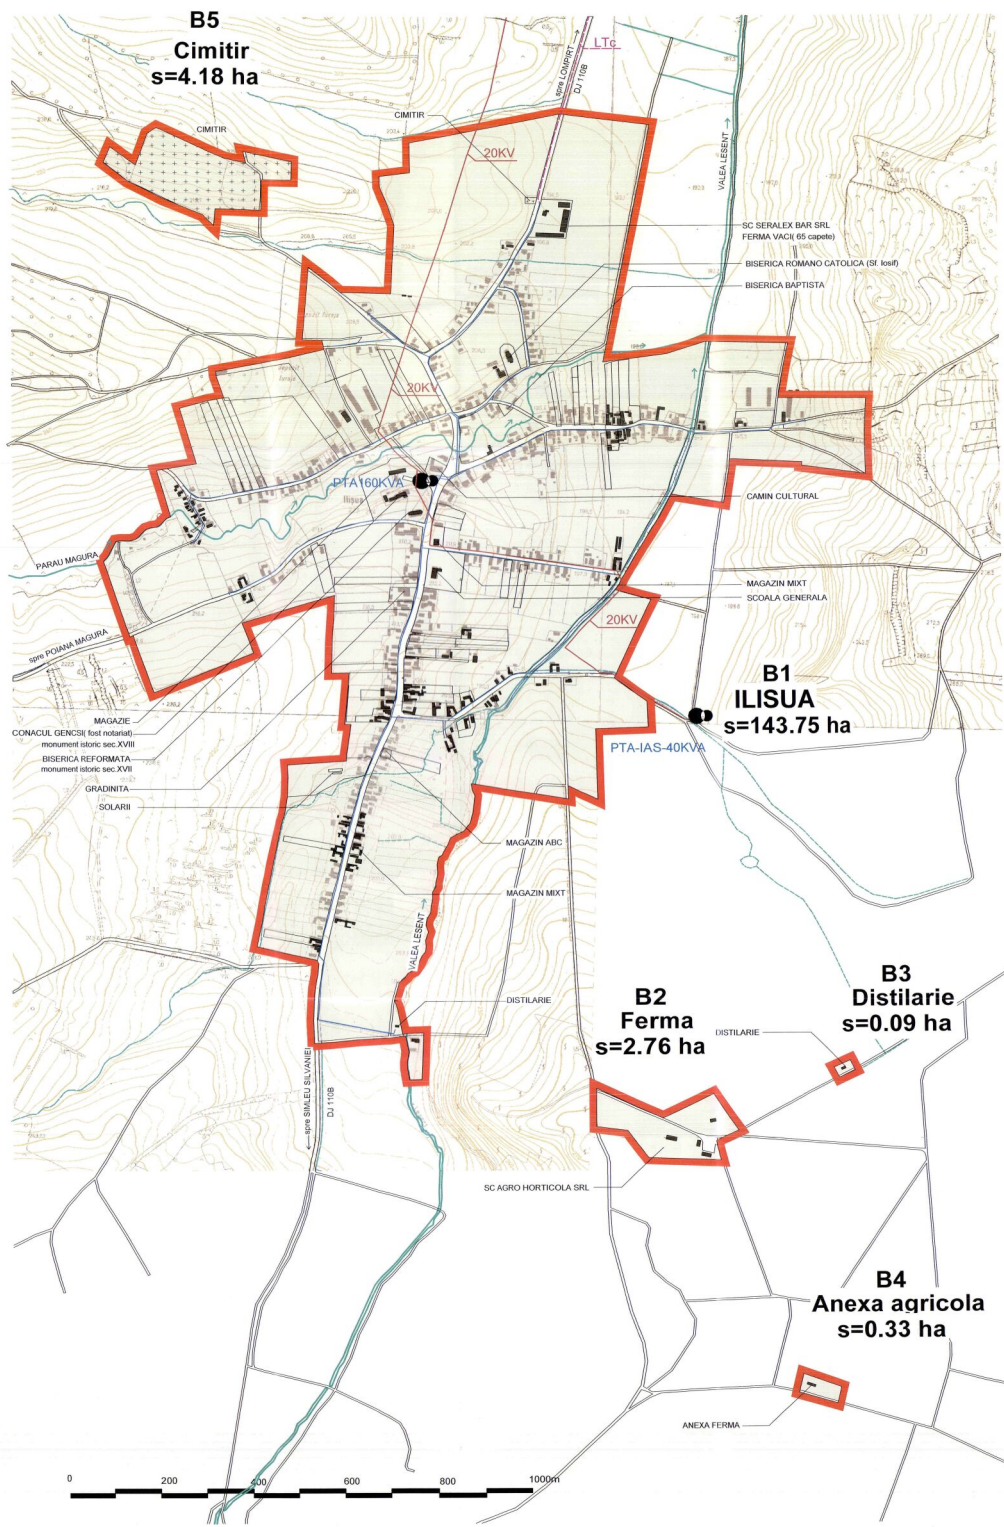 B5
Cimitir
s=4.18 ha
CIMITIR
CIMITIR
spre LOMPIRT
DJ 110B
LTc
20KV
VALEA LESENT
SC SERALEX BAR SRL
FERMA VACI( 65 capete)
BISERICA ROMANO CATOLICA (Sf. Iosif)
BISERICA BAPTISTA
20KV
PTA160KVA
Ilișua
CAMIN CULTURAL
PARAU MAGURA
MAGAZIN MIXT
SCOALA GENERALA
20KV
spre POIANA MAGURA
B1
ILISUA
s=143.75 ha
MAGAZIE
CONACUL GENCSI( fost notariat)
monument istoric sec.XVIII
BISERICA REFORMATA
monument istoric sec.XVII
GRADINITA
SOLARII
PTA-IAS-40KVA
MAGAZIN ABC
MAGAZIN MIXT
VALEA LESENT
DISTILARIE
B2
Ferma
s=2.76 ha
B3
Distilarie
s=0.09 ha
DISTILARIE
spre SIMLEU SILVANIEI
DJ 110B
SC AGRO HORTICOLA SRL
B4
Anexa agricola
s=0.33 ha
ANEXA FERMA
0 200 400 600 800 1000m